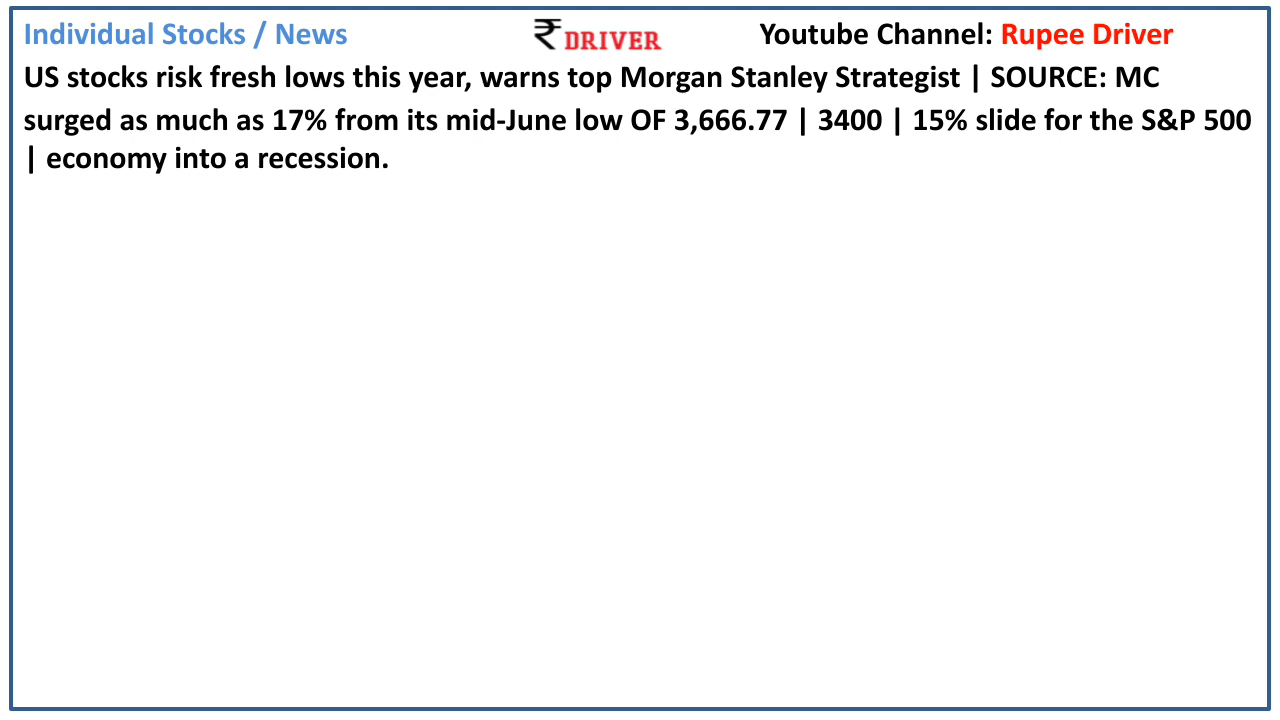 Individual Stocks / News
₹ DRIVER
Youtube Channel: Rupee Driver
US stocks risk fresh lows this year, warns top Morgan Stanley Strategist | SOURCE: MC
surged as much as 17% from its mid-June low OF 3,666.77 | 3400 | 15% slide for the S&P 500
| economy into a recession.